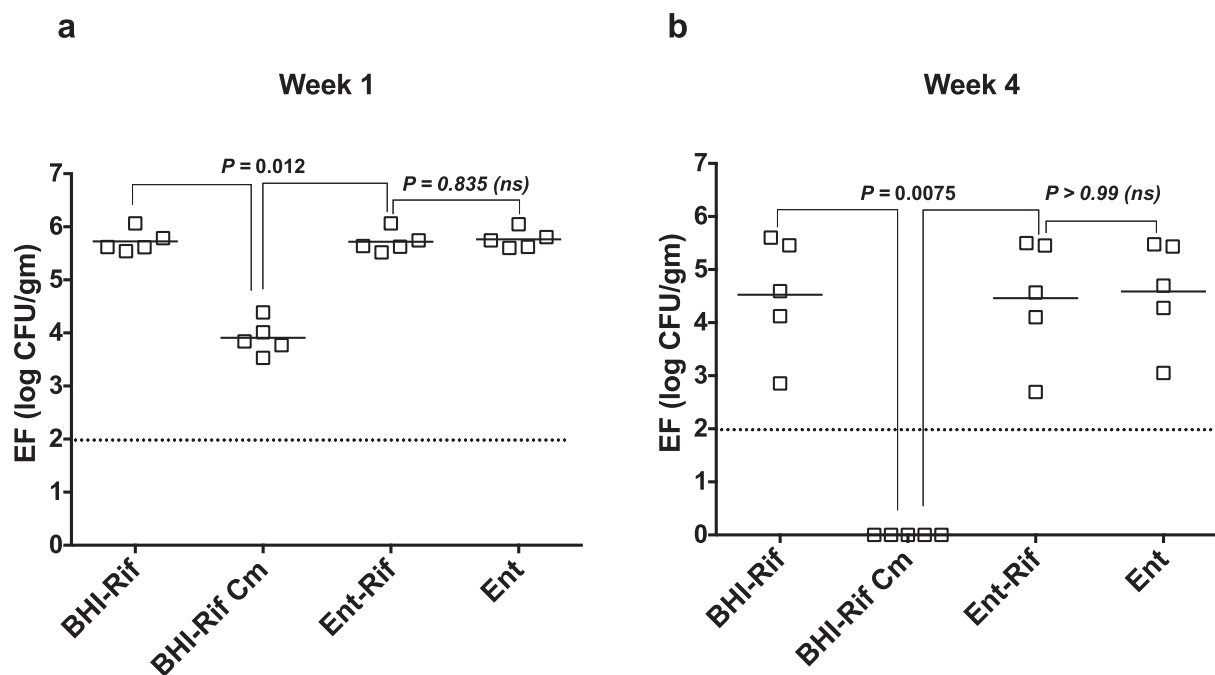 a
Week 1
EF (log CFU/gm)
7
6
5
4
3
2
1
0
P = 0.012
P = 0.835 (ns)
BHI-Rif
BHI-Rif Cm
Ent-Rif
Ent
b
Week 4
EF (log CFU/gm)
7
6
5
4
3
2
1
0
P = 0.0075
P > 0.99 (ns)
BHI-Rif
BHI-Rif Cm
Ent-Rif
Ent